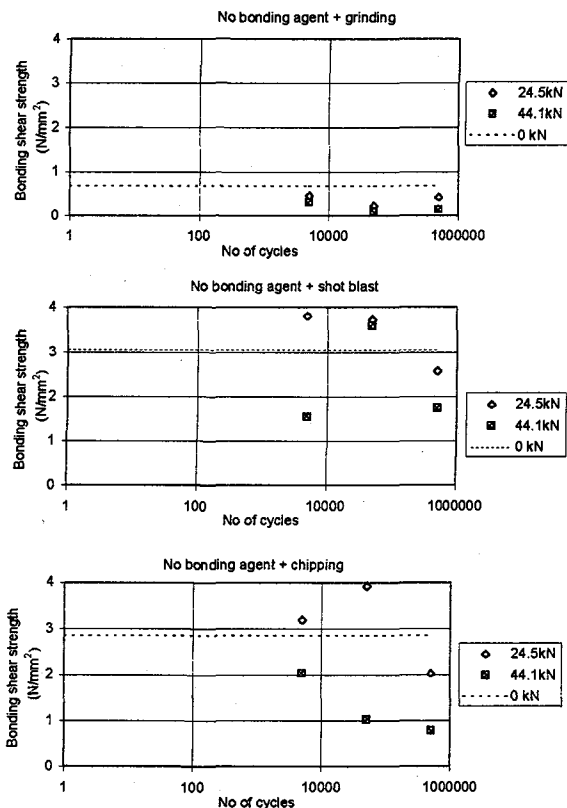 No bonding agent + grinding
Bonding shear strength
(N/mm²)
4
3
2
1
0
1
100
10000
1000000
No of cycles
24.5kN
44.1kN
0 kN
No bonding agent + shot blast
Bonding shear strength
(N/mm²)
4
3
2
1
0
1
100
10000
1000000
No of cycles
24.5kN
44.1kN
0 kN
No bonding agent + chipping
Bonding shear strength
(N/mm²)
4
3
2
1
0
1
100
10000
1000000
No of cycles
24.5kN
44.1kN
0 kN